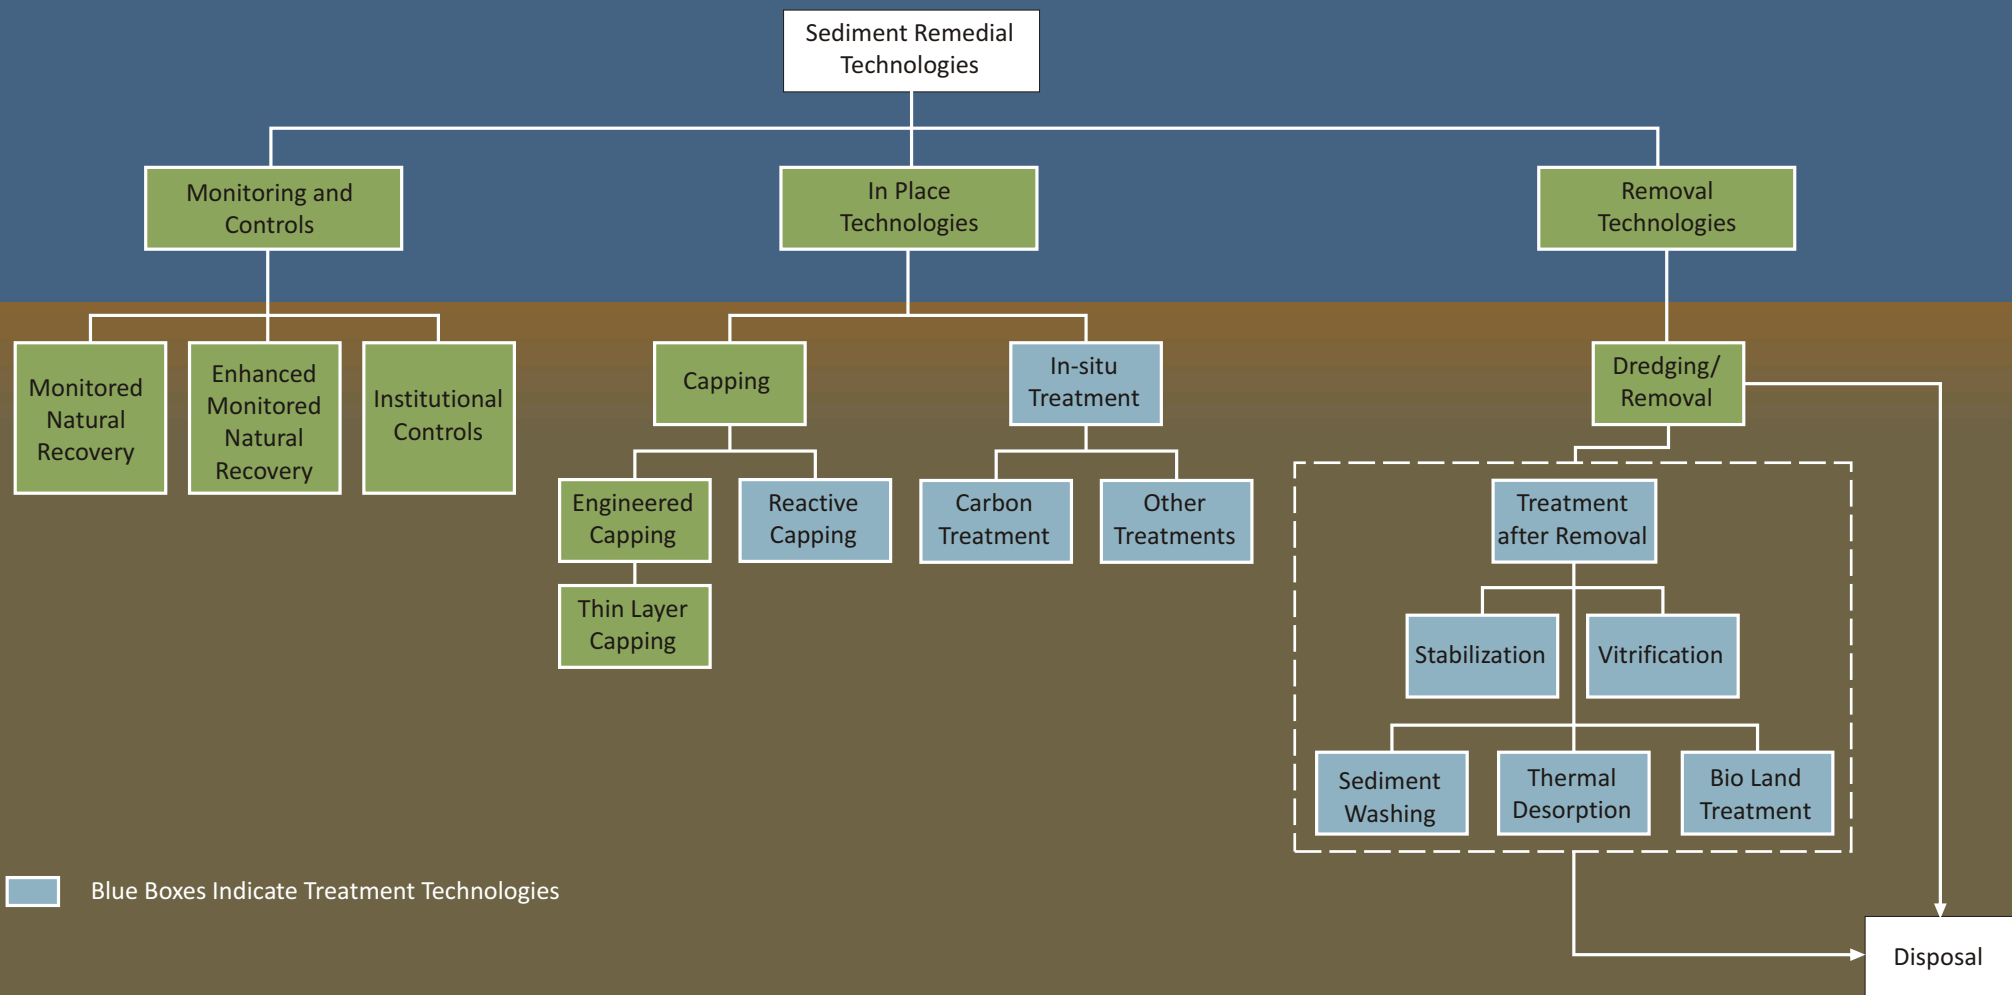 Sediment Remedial
Technologies
Monitoring and
Controls
In Place
Technologies
Removal
Technologies
Monitored
Natural
Recovery
Enhanced
Monitored
Natural
Recovery
Institutional
Controls
Capping
In-situ
Treatment
Dredging/
Removal
Engineered
Capping
Reactive
Capping
Carbon
Treatment
Other
Treatments
Treatment
after Removal
Thin Layer
Capping
Stabilization
Vitrification
Sediment
Washing
Thermal
Desorption
Bio Land
Treatment
Blue Boxes Indicate Treatment Technologies
Disposal